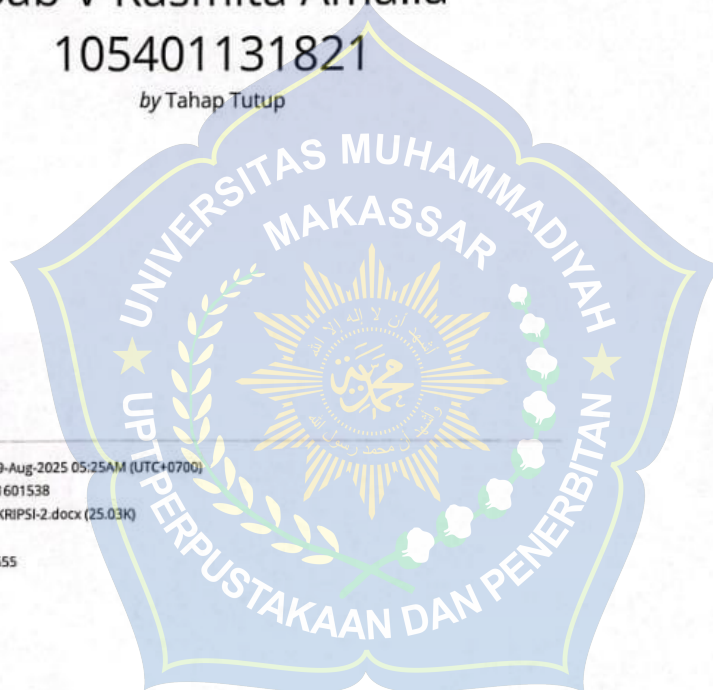 105401131821
by Tahap Tutup
UNIVERSITAS MUHAMMADIYAH
MAKASSAR
UPT PERPUSTAKAAN DAN PENERBITAN
-Aug-2025 05:25AM (UTC+0700)
601538
KRIPSI-2.docx (25.03K)